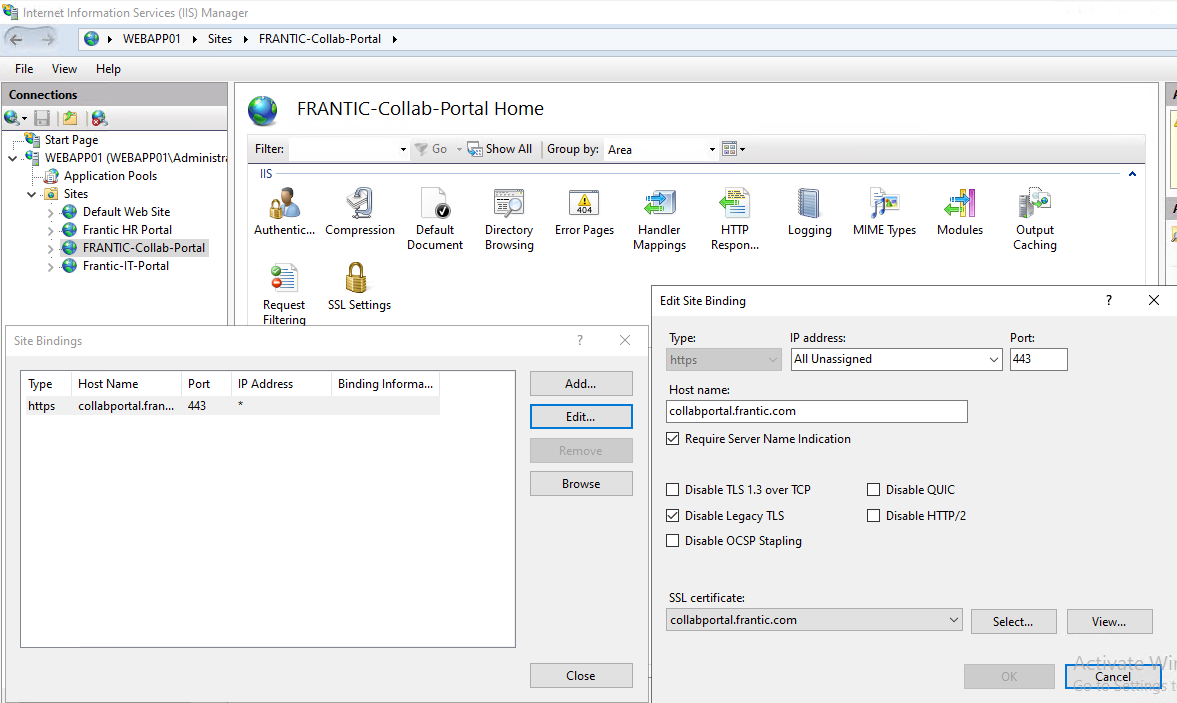 Internet Information Services (IIS) Manager
WEBAPP01 Sites FRANTIC-Collab-Portal
File View Help
Connections
Start Page
WEBAPP01 (WEBAPP01\Administra
Application Pools
Sites
Default Web Site
Frantic HR Portal
FRANTIC-Collab-Portal
Frantic-IT-Portal
FRANTIC-Collab-Portal Home
Filter: Go Show All Group by: Area
IIS
Authentic... Compression Default Document Directory Browsing Error Pages Handler Mappings HTTP Respon... Logging MIME Types Modules Output Caching
404
Request Filtering SSL Settings
Site Bindings ?
Type Host Name Port IP Address Binding Informa...
https collabportal.fran... 443 *
Add...
Edit...
Remove
Browse
Close
Edit Site Binding ?
Type: IP address: Port:
https All Unassigned 443
Host name:
collabportal.frantic.com
Require Server Name Indication
Disable TLS 1.3 over TCP Disable QUIC
Disable Legacy TLS Disable HTTP/2
Disable OCSP Stapling
SSL certificate:
collabportal.frantic.com Select... View...
Activate Wi
OK Cancel
Go to Settings t